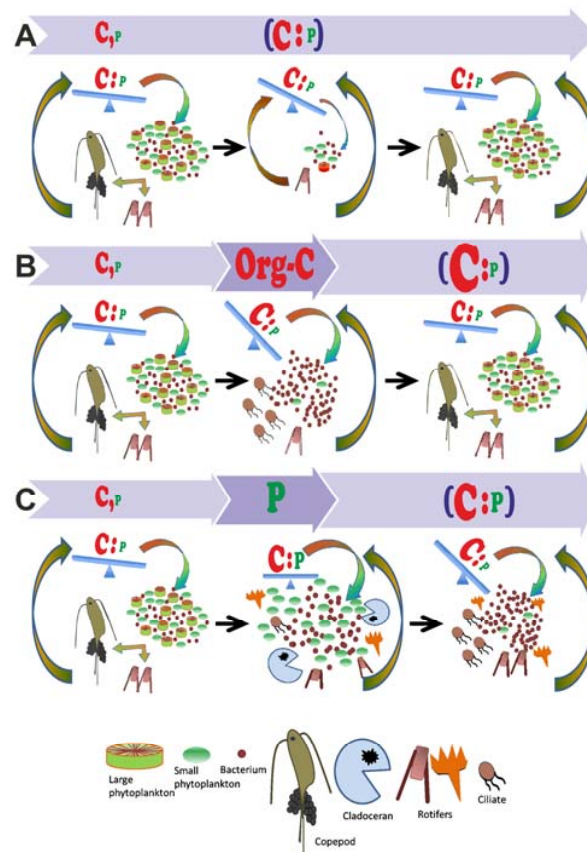 A
C,P
(C:P)
C:P
C:P
C:P
B
C,P
Org-C
(C:P)
C:P
C:P
C:P
C
C,P
P
(C:P)
C:P
C:P
C:P
Large
phytoplankton
Small
phytoplankton
Bacterium
Copepod
Cladoceran
Rotifers
Ciliate